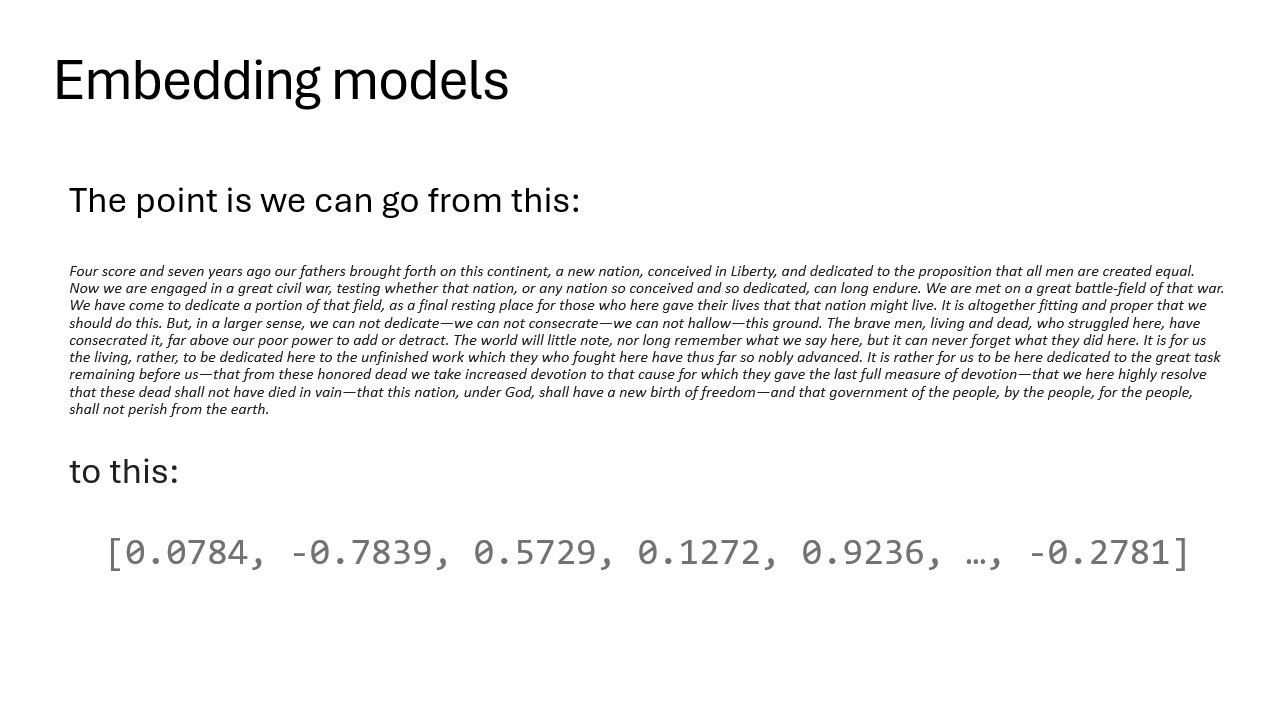 Embedding models
The point is we can go from this:
Four score and seven years ago our fathers brought forth on this continent, a new nation, conceived in Liberty, and dedicated to the proposition that all men are created equal.
Now we are engaged in a great civil war, testing whether that nation, or any nation so conceived and so dedicated, can long endure. We are met on a great battle-field of that war.
We have come to dedicate a portion of that field, as a final resting place for those who here gave their lives that that nation might live. It is altogether fitting and proper that we
should do this. But, in a larger sense, we can not dedicate—we can not consecrate—we can not hallow—this ground. The brave men, living and dead, who struggled here, have
consecrated it, far above our poor power to add or detract. The world will little note, nor long remember what we say here, but it can never forget what they did here. It is for us
the living, rather, to be dedicated here to the unfinished work which they who fought here have thus far so nobly advanced. It is rather for us to be here dedicated to the great task
remaining before us—that from these honored dead we take increased devotion to that cause for which they gave the last full measure of devotion—that we here highly resolve
that these dead shall not have died in vain—that this nation, under God, shall have a new birth of freedom—and that government of the people, by the people, for the people,
shall not perish from the earth.
to this:
[0.0784, -0.7839, 0.5729, 0.1272, 0.9236, …, -0.2781]